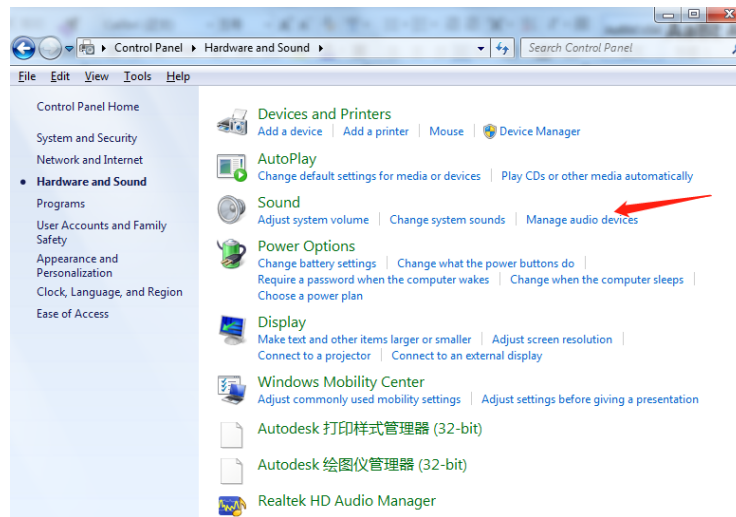 Control Panel Hardware and Sound Search Control Panel
File Edit View Tools Help
Control Panel Home
System and Security
Network and Internet
Hardware and Sound
Programs
User Accounts and Family
Safety
Appearance and
Personalization
Clock, Language, and Region
Ease of Access
Devices and Printers
Add a device Add a printer Mouse Device Manager
AutoPlay
Change default settings for media or devices Play CDs or other media automatically
Sound
Adjust system volume Change system sounds Manage audio devices
Power Options
Change battery settings Change what the power buttons do
Require a password when the computer wakes Change when the computer sleeps
Choose a power plan
Display
Make text and other items larger or smaller Adjust screen resolution
Connect to a projector Connect to an external display
Windows Mobility Center
Adjust commonly used mobility settings Adjust settings before giving a presentation
Autodesk 打印样式管理器 (32-bit)
Autodesk 绘图仪管理器 (32-bit)
Realtek HD Audio Manager